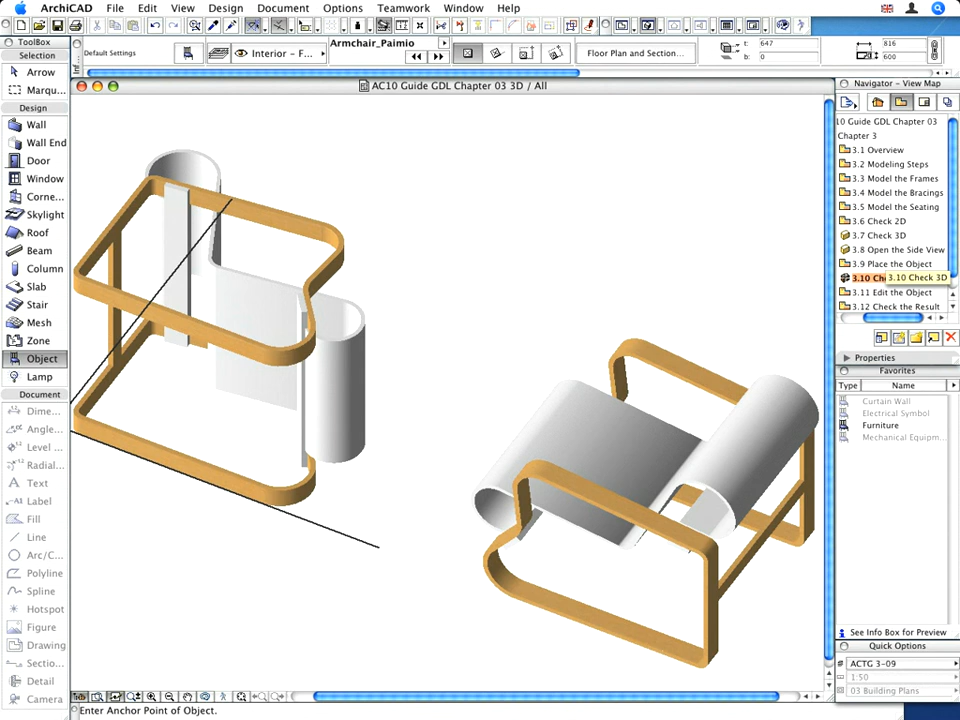 ArchiCAD File Edit View Design Document Options Teamwork Window Help
ToolBox
Selection
Arrow
Marqu...
Design
Wall
Wall End
Door
Window
Corne...
Skylight
Roof
Beam
Column
Slab
Stair
Mesh
Zone
Object
Lamp
Document
Dime...
Angle...
Level ...
Radial...
Text
Label
Fill
Line
Arc/C...
Polyline
Spline
Hotspot
Figure
Drawing
Sectio...
Detail
Camera
Default Settings
Interior - F...
Armchair_Paimio
Floor Plan and Section...
t: 647
b: 0
816
600
AC10 Guide GDL Chapter 03 3D / All
Navigator - View Map
10 Guide GDL Chapter 03
Chapter 3
3.1 Overview
3.2 Modeling Steps
3.3 Model the Frames
3.4 Model the Bracings
3.5 Model the Seating
3.6 Check 2D
3.7 Check 3D
3.8 Open the Side View
3.9 Place the Object
3.10 Che
3.10 Check 3D
3.11 Edit the Object
3.12 Check the Result
Properties
Favorites
Type Name
Curtain Wall
Electrical Symbol
Furniture
Mechanical Equipm...
See Info Box for Preview
Quick Options
ACTG 3-09
1:50
03 Building Plans
Enter Anchor Point of Object.